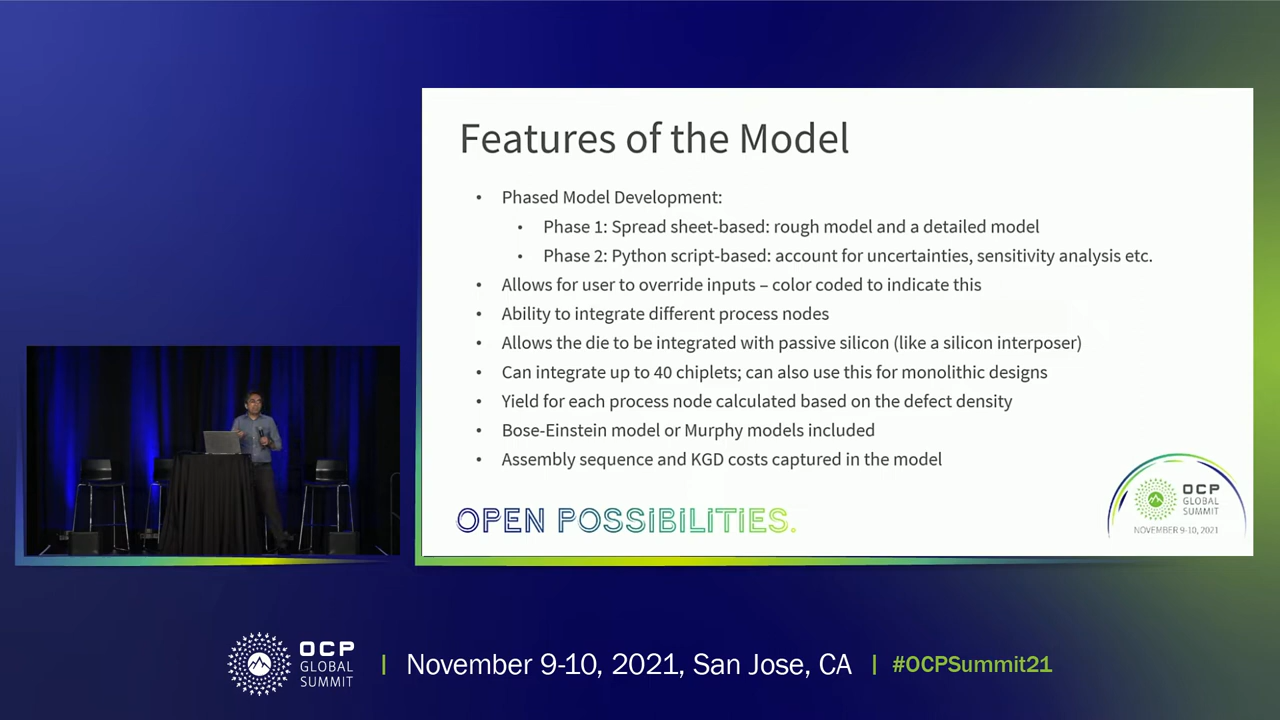 Features of the Model
• Phased Model Development:
• Phase 1: Spread sheet-based: rough model and a detailed model
• Phase 2: Python script-based: account for uncertainties, sensitivity analysis etc.
• Allows for user to override inputs – color coded to indicate this
• Ability to integrate different process nodes
• Allows the die to be integrated with passive silicon (like a silicon interposer)
• Can integrate up to 40 chiplets; can also use this for monolithic designs
• Yield for each process node calculated based on the defect density
• Bose-Einstein model or Murphy models included
• Assembly sequence and KGD costs captured in the model
OPEN POSSIBILITIES.
OCP
GLOBAL
SUMMIT
NOVEMBER 9-10, 2021
OCP
GLOBAL
SUMMIT
| November 9-10, 2021, San Jose, CA | #OCPSummit21